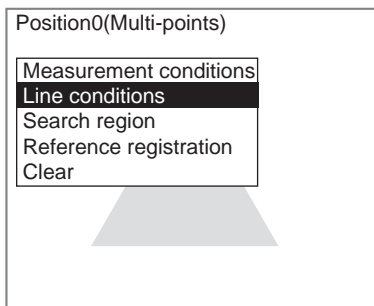 Position0(Multi-points)
Measurement conditions
Line conditions
Search region
Reference registration
Clear